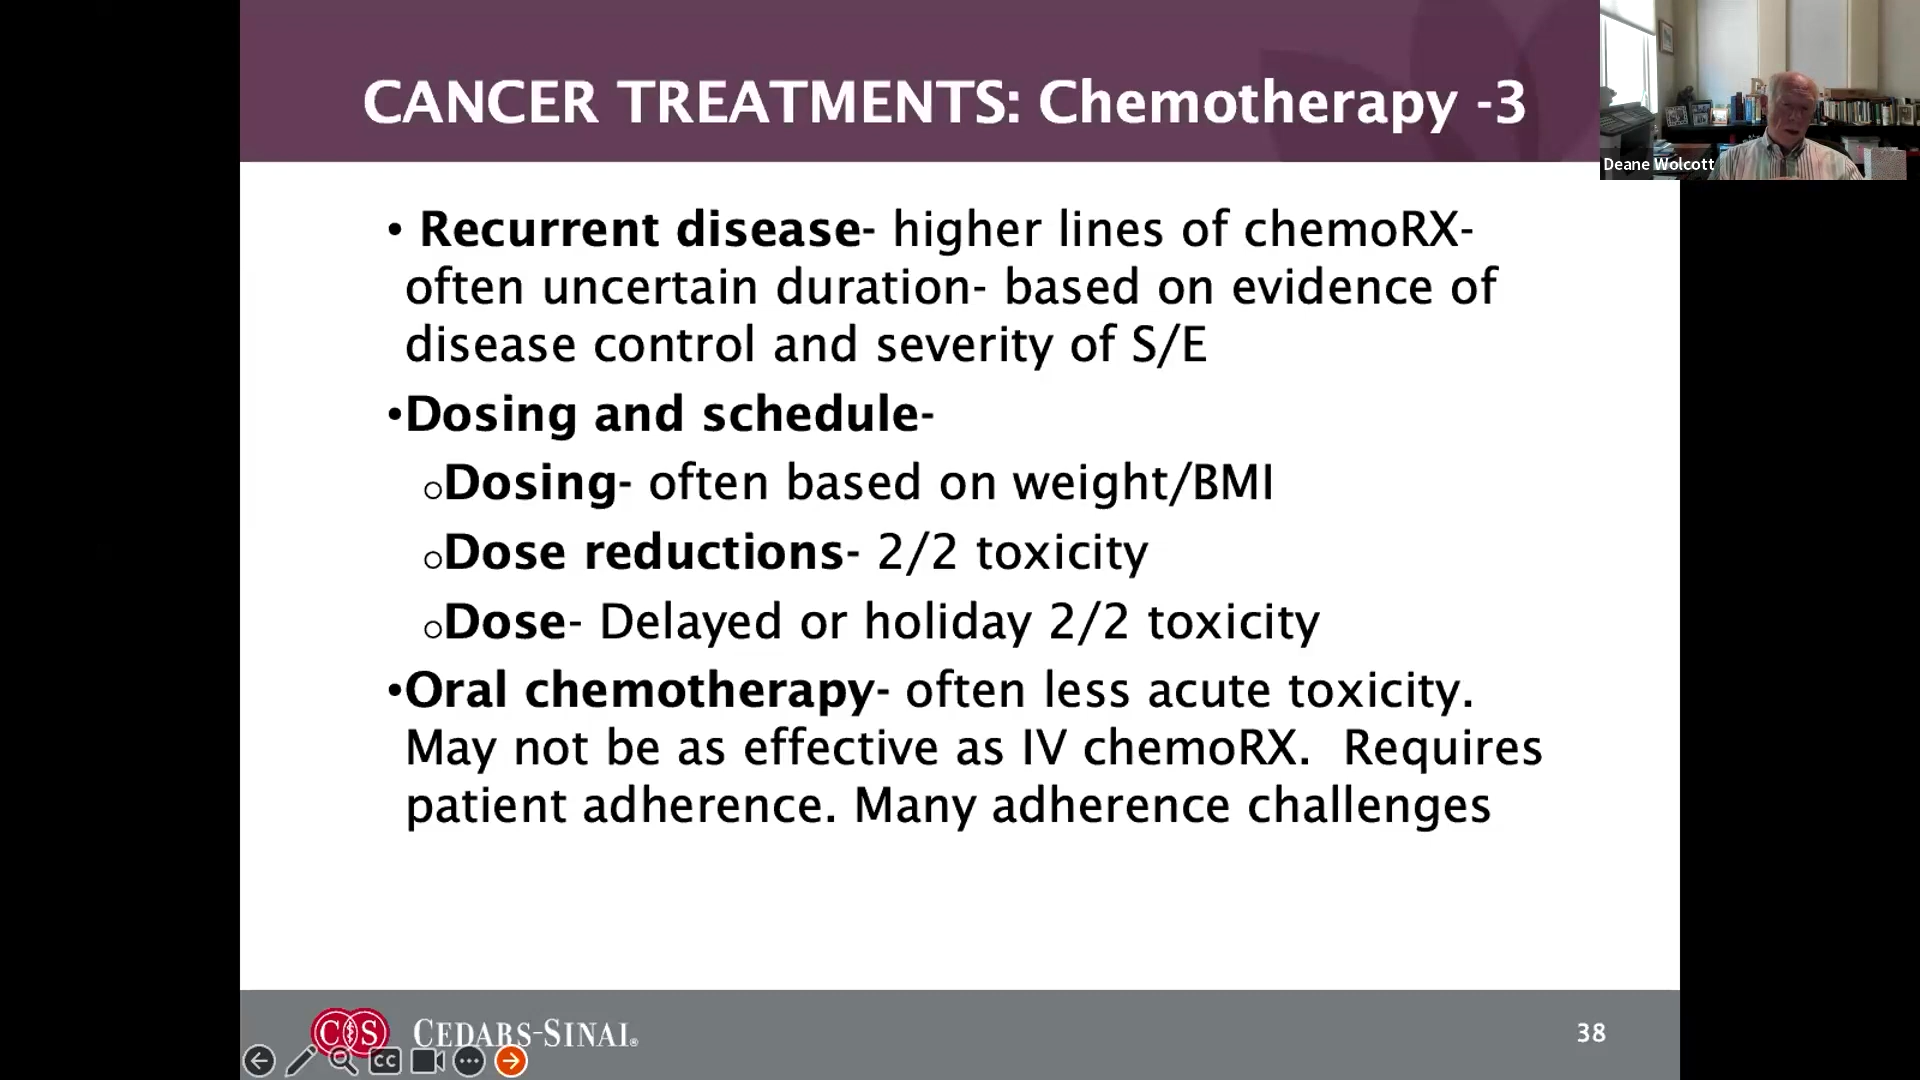 CANCER TREATMENTS: Chemotherapy -3
Deane Wolcott
• Recurrent disease- higher lines of chemoRX-
often uncertain duration- based on evidence of
disease control and severity of S/E
•Dosing and schedule-
oDosing- often based on weight/BMI
oDose reductions- 2/2 toxicity
oDose- Delayed or holiday 2/2 toxicity
•Oral chemotherapy- often less acute toxicity.
May not be as effective as IV chemoRX.  Requires
patient adherence. Many adherence challenges
CS CEDARS-SINAI®
38
CC